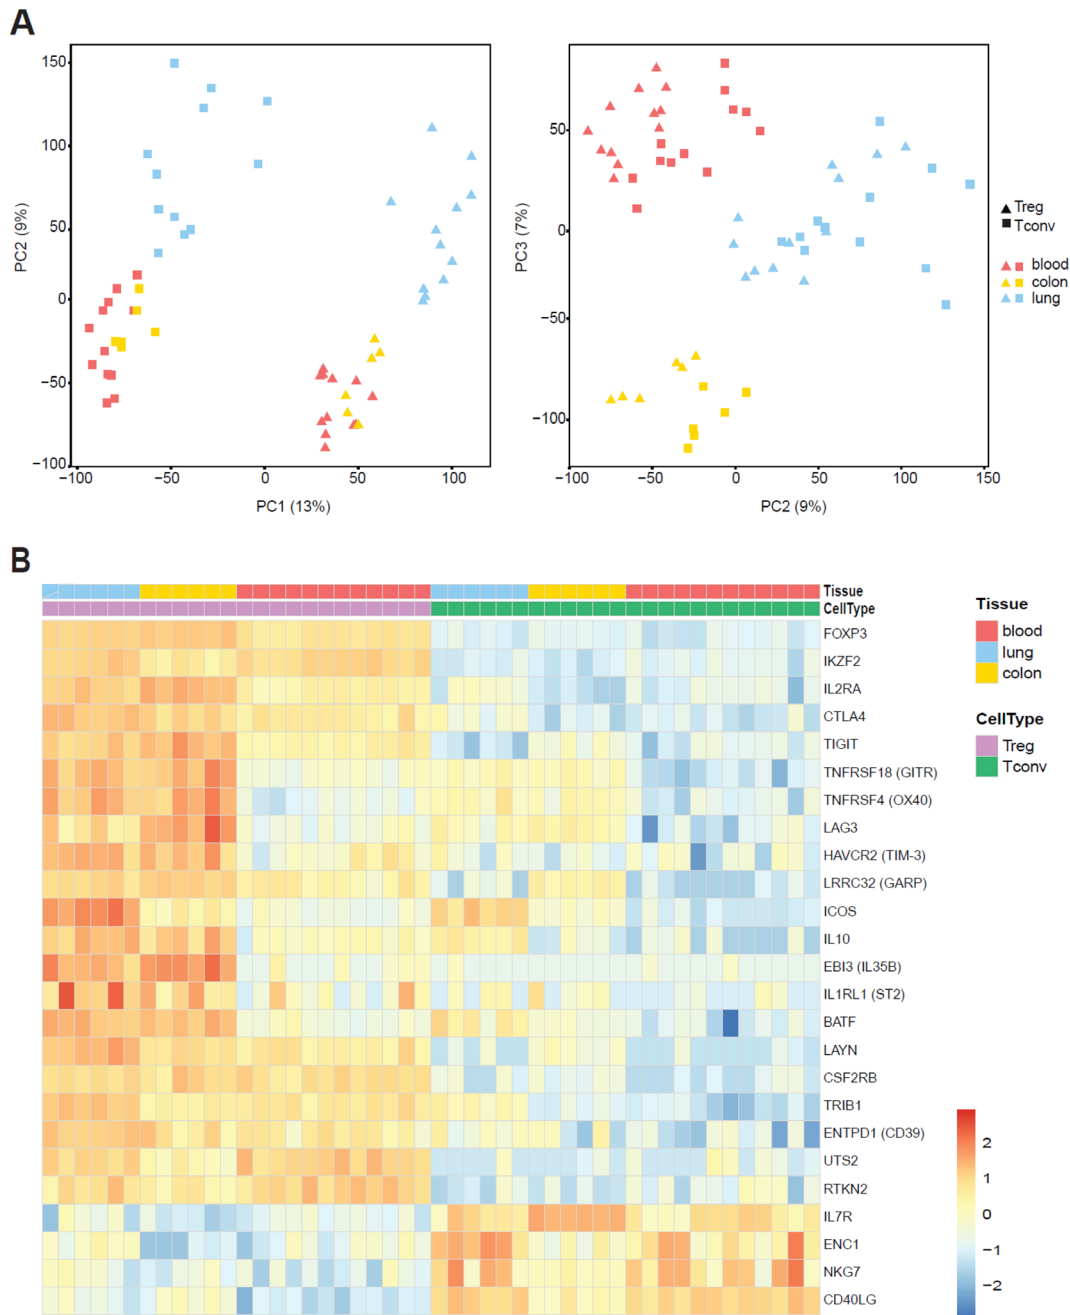 A
150
100
50
0
−50
−100
−100
−50
0
50
100
PC2 (9%)
PC1 (13%)
50
0
−50
−100
−100
−50
0
50
100
150
PC3 (7%)
PC2 (9%)
Treg
Tconv
blood
colon
lung
B
Tissue
CellType
FOXP3
IKZF2
IL2RA
CTLA4
TIGIT
TNFRSF18 (GITR)
TNFRSF4 (OX40)
LAG3
HAVCR2 (TIM-3)
LRRC32 (GARP)
ICOS
IL10
EBI3 (IL35B)
IL1RL1 (ST2)
BATF
LAYN
CSF2RB
TRIB1
ENTPD1 (CD39)
UTS2
RTKN2
IL7R
ENC1
NKG7
CD40LG
Tissue
blood
lung
colon
CellType
Treg
Tconv
2
1
0
−1
−2